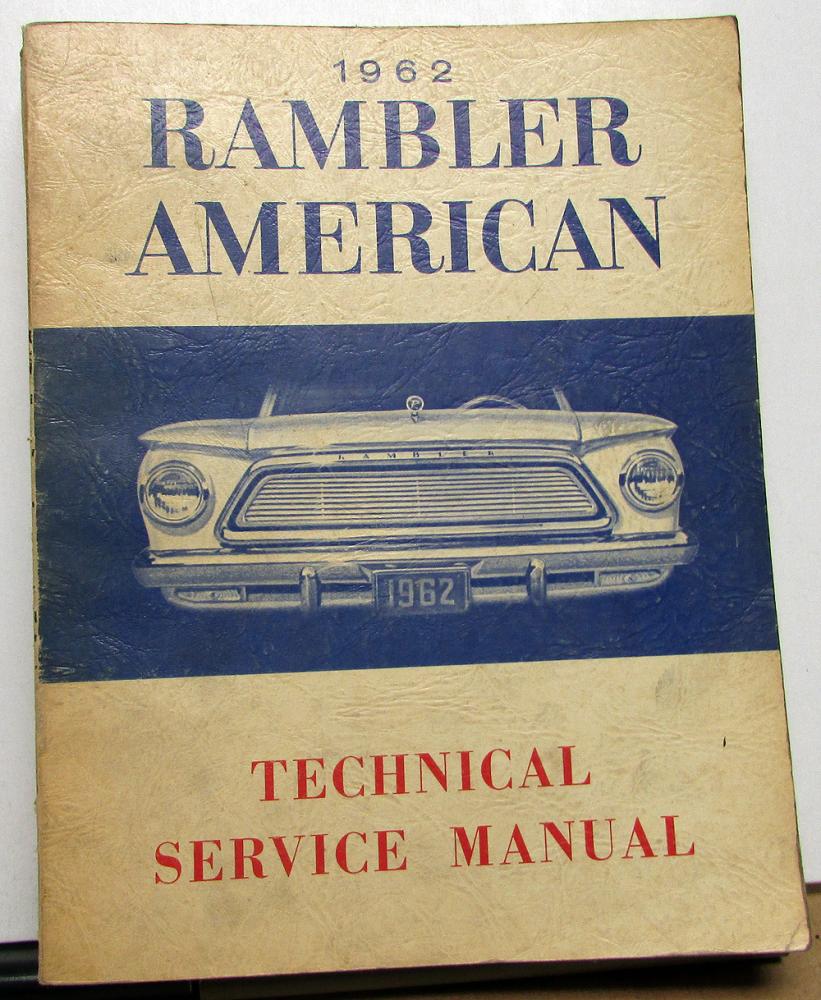 1962
RAMBLER
AMERICAN
R
RAMBLER
1962
TECHNICAL
SERVICE MANUAL